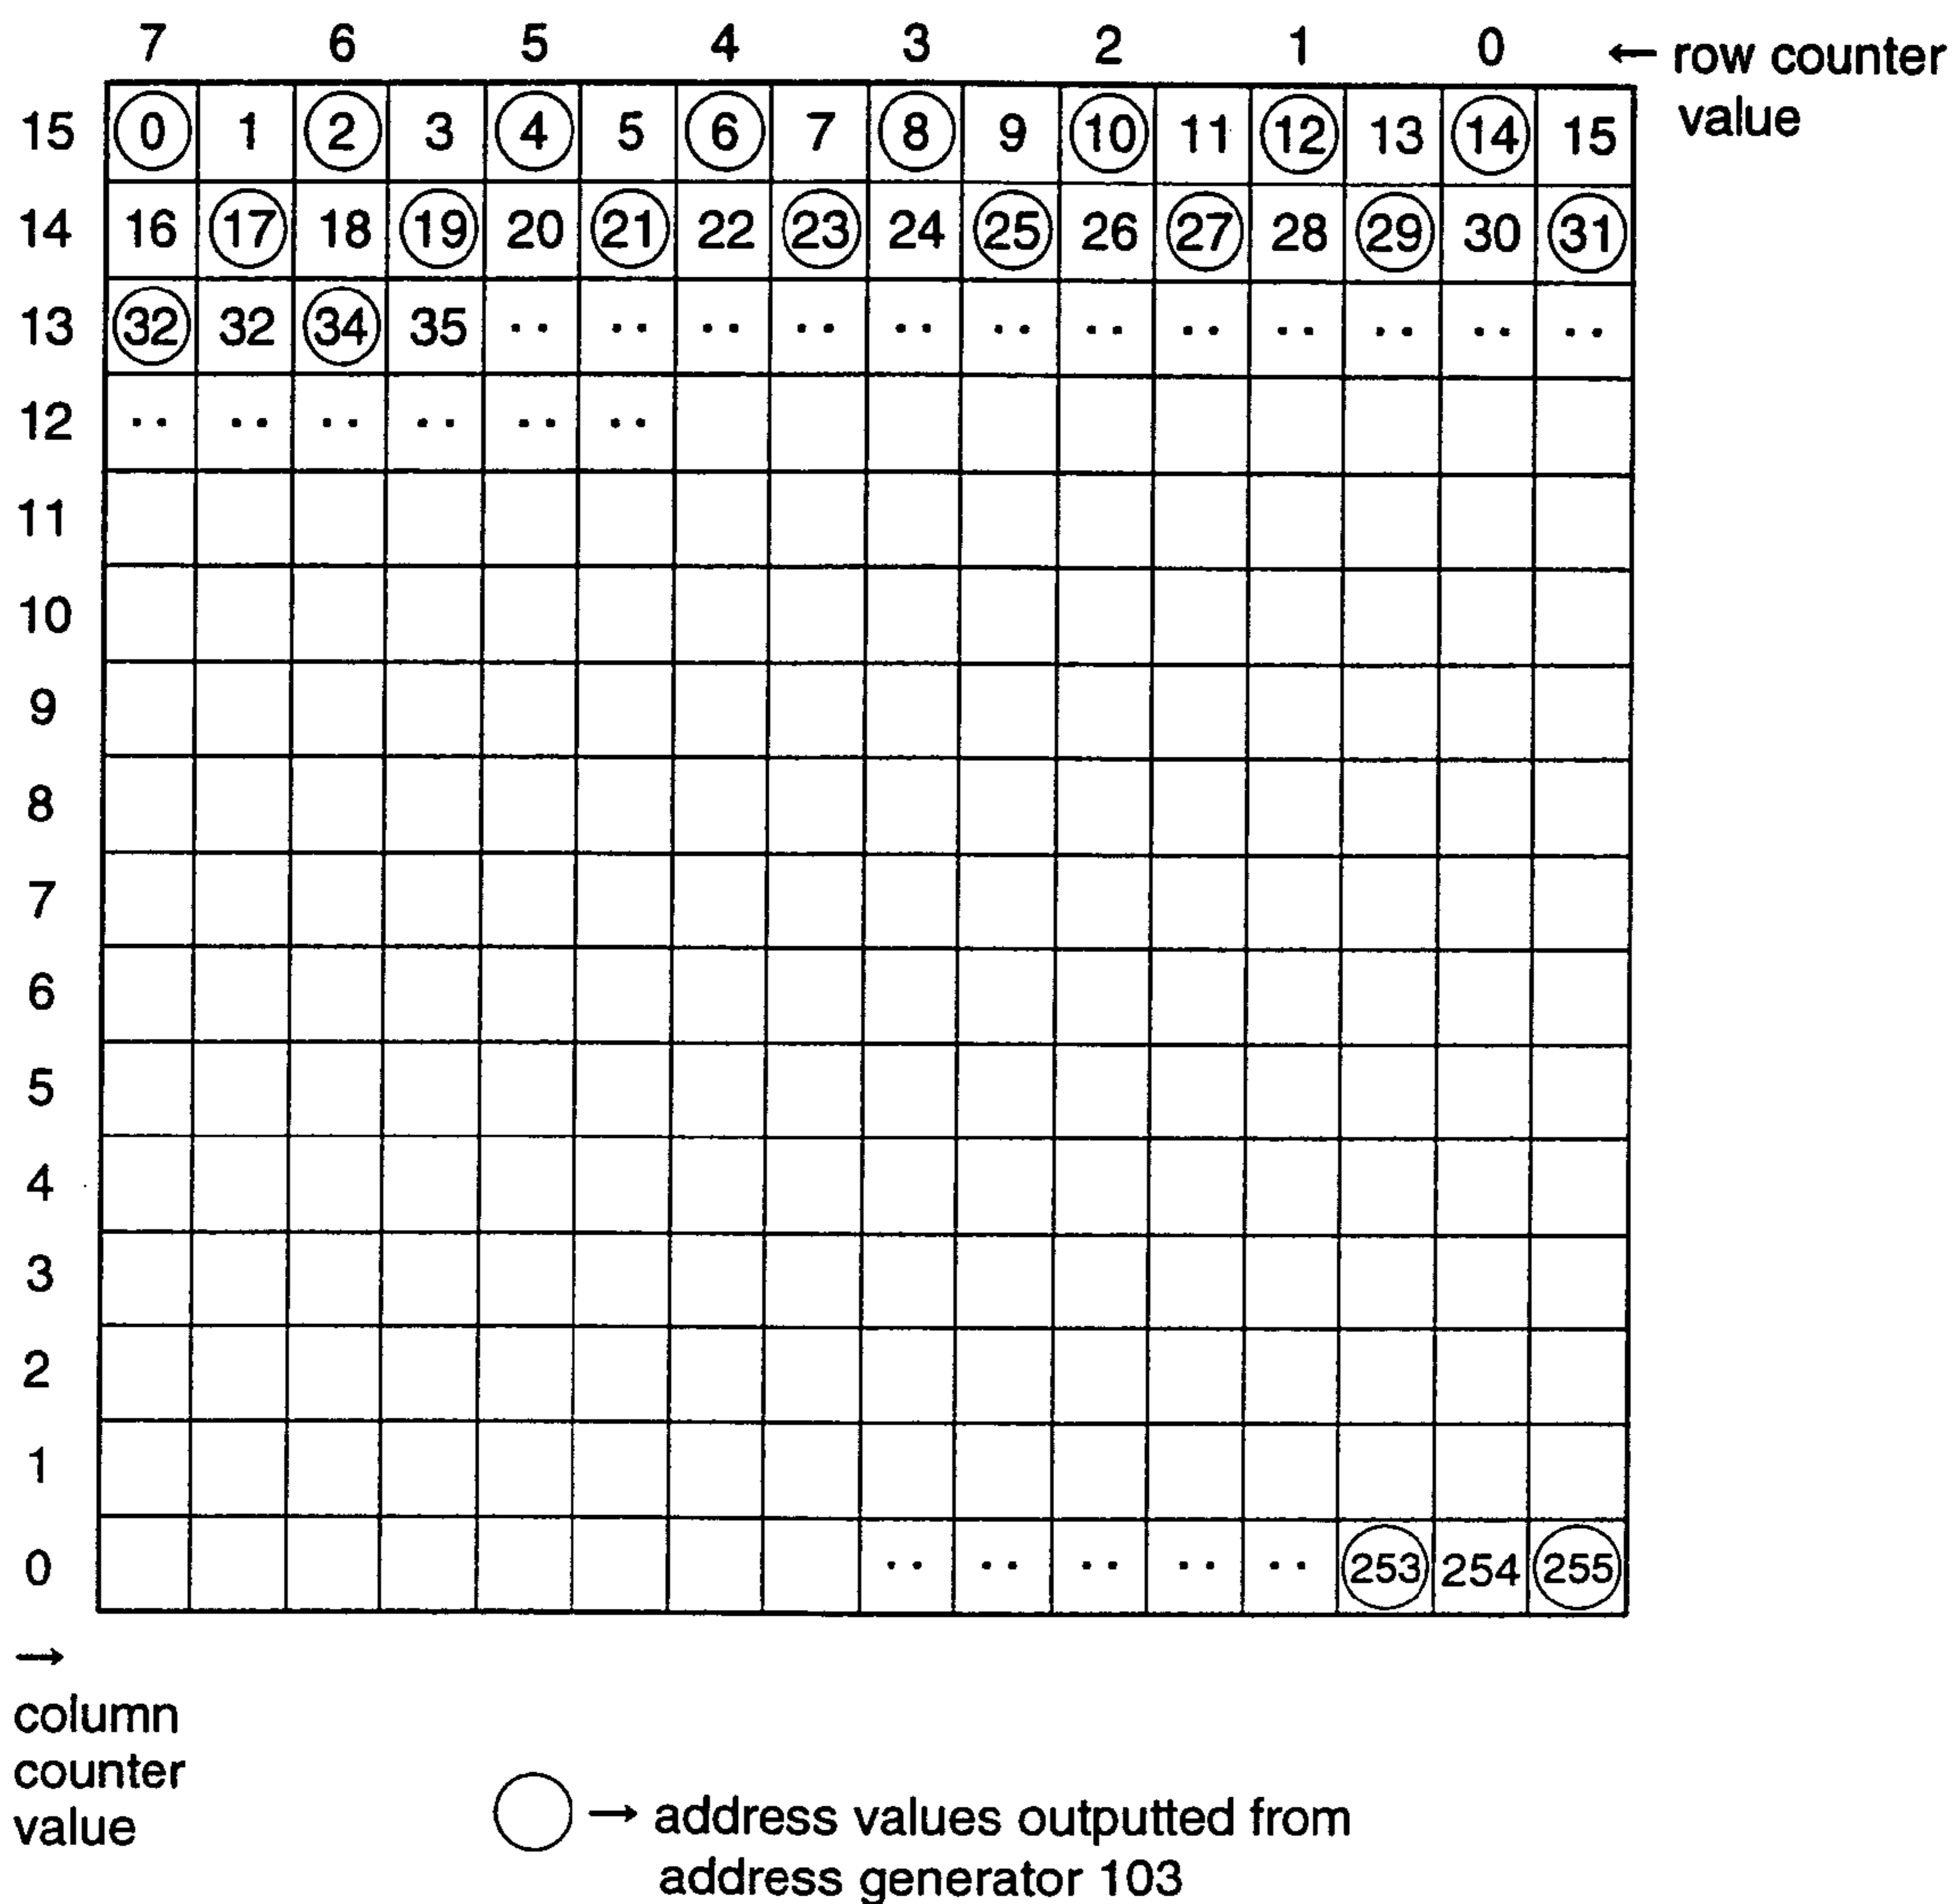 7 6 5 4 3 2 1 0 ← row counter
value
15 0 1 2 3 4 5 6 7 8 9 10 11 12 13 14 15
14 16 17 18 19 20 21 22 23 24 25 26 27 28 29 30 31
13 32 32 34 35 .. .. .. .. .. .. .. .. .. .. .. ..
12 .. .. .. .. .. ..
11
10
9
8
7
6
5
4
3
2
1
0 .. .. .. .. .. 253 254 255
→
column
counter
value
→ address values outputted from
address generator 103